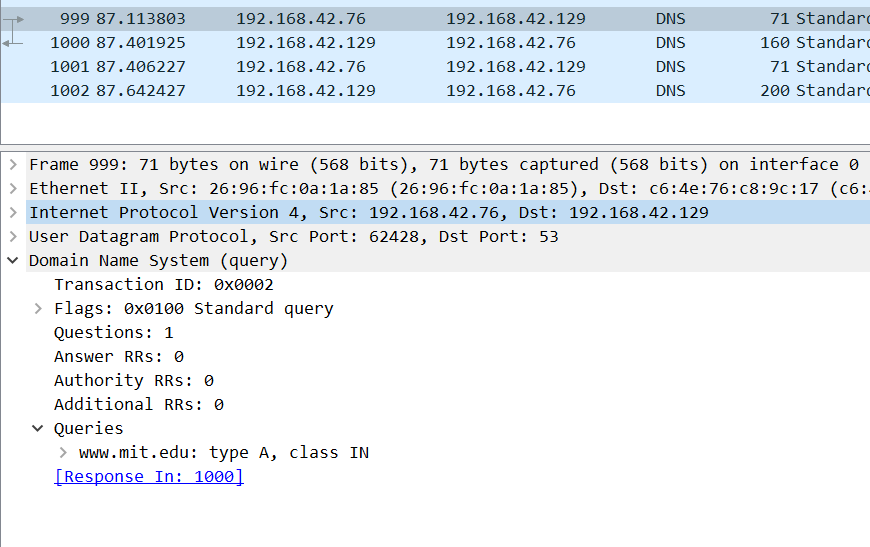 999 87.113803 192.168.42.76 192.168.42.129 DNS 71 Standard
1000 87.401925 192.168.42.129 192.168.42.76 DNS 160 Standard
1001 87.406227 192.168.42.76 192.168.42.129 DNS 71 Standard
1002 87.642427 192.168.42.129 192.168.42.76 DNS 200 Standard
Frame 999: 71 bytes on wire (568 bits), 71 bytes captured (568 bits) on interface 0
Ethernet II, Src: 26:96:fc:0a:1a:85 (26:96:fc:0a:1a:85), Dst: c6:4e:76:c8:9c:17 (c6:
Internet Protocol Version 4, Src: 192.168.42.76, Dst: 192.168.42.129
User Datagram Protocol, Src Port: 62428, Dst Port: 53
Domain Name System (query)
Transaction ID: 0x0002
Flags: 0x0100 Standard query
Questions: 1
Answer RRs: 0
Authority RRs: 0
Additional RRs: 0
Queries
www.mit.edu: type A, class IN
[Response In: 1000]